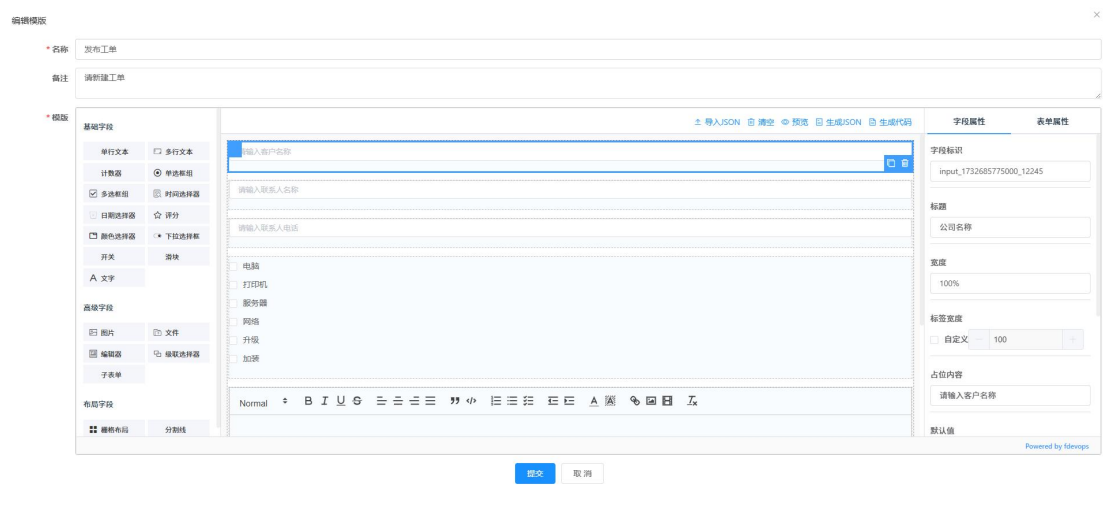 编辑模版
* 名称 发布工单
备注 请新建工单
* 模版
基础字段
单行文本 多行文本
计数器 单选框组
多选框组 时间选择器
日期选择器 评分
颜色选择器 下拉选择框
开关 滑块
A 文字
高级字段
图片 文件
编辑器 级联选择器
子表单
布局字段
栅格布局 分割线
导入JSON 清空 预览 生成JSON 生成代码
输入客户名称
请输入联系人名称
请输入联系人电话
电脑
打印机
服务器
网络
升级
加装
Normal
字段属性 表单属性
字段标识
input_1732685775000_12245
标题
公司名称
宽度
100%
标签宽度
自定义 100
占位内容
请输入客户名称
默认值
Powered by fdevops
提交 取消